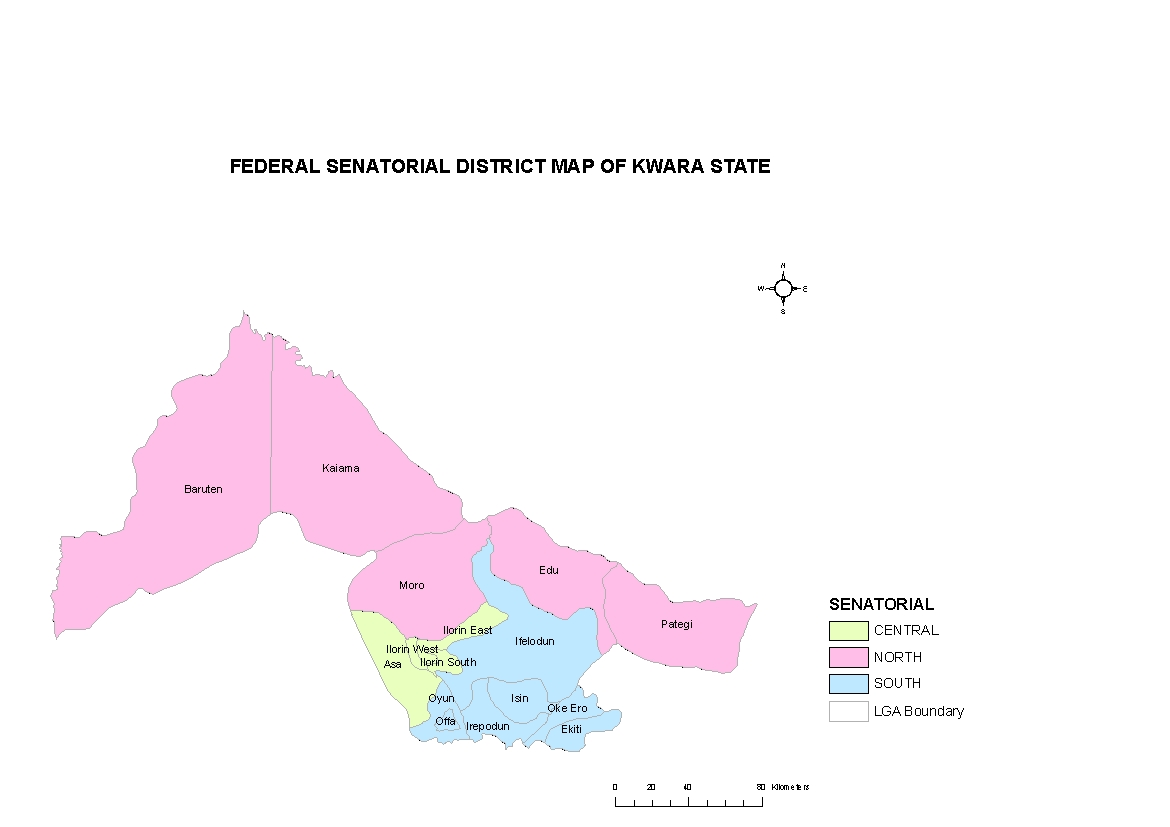 FEDERAL SENATORIAL DISTRICT MAP OF KWARA STATE
N
W E
S
Kaiama
Baruten
Edu
Moro
Pategi
Ilorin East
Ifelodun
Ilorin West
Ilorin South
Asa
Oyun
Isin
Oke Ero
Offa
Irepodun
Ekiti
SENATORIAL
CENTRAL
NORTH
SOUTH
LGA Boundary
0 20 40 80 Kilometers